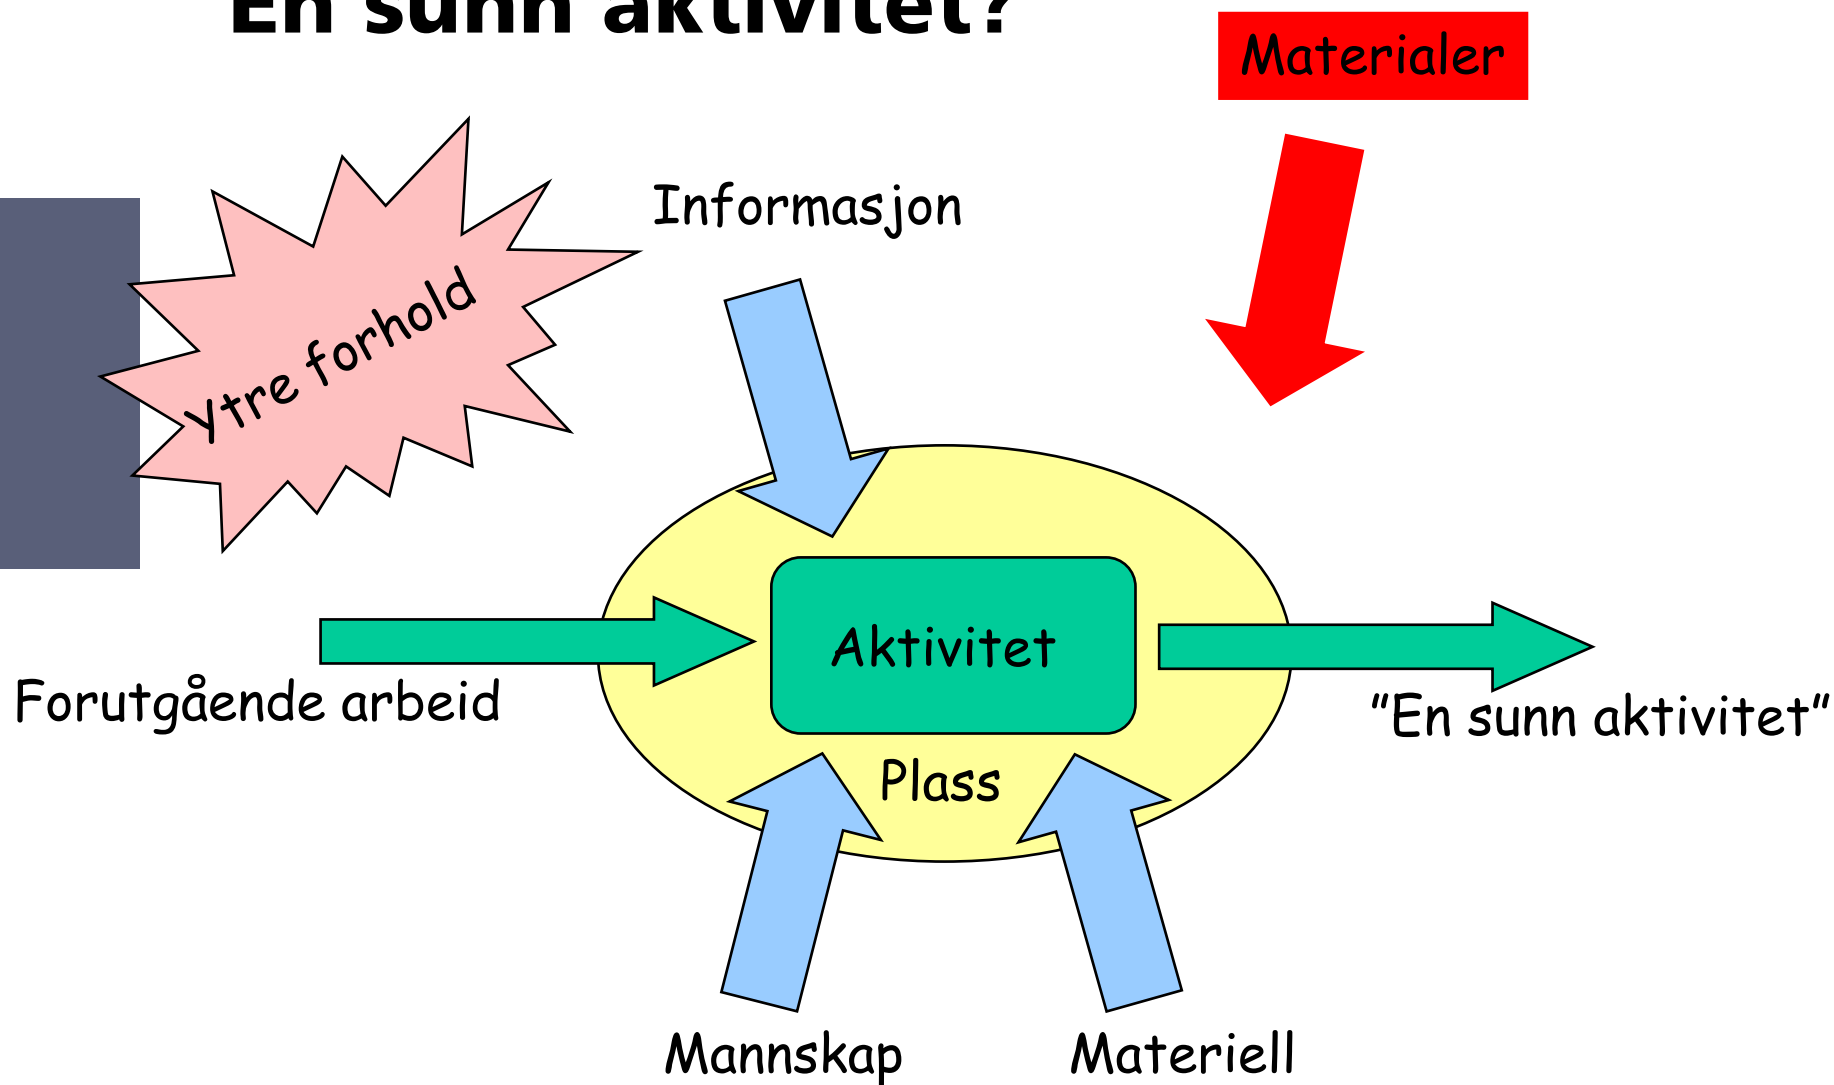 En sunn aktivitet?
Materialer
Informasjon
Ytre forhold
Aktivitet
Forutgående arbeid
"En sunn aktivitet"
Plass
Mannskap
Materiell